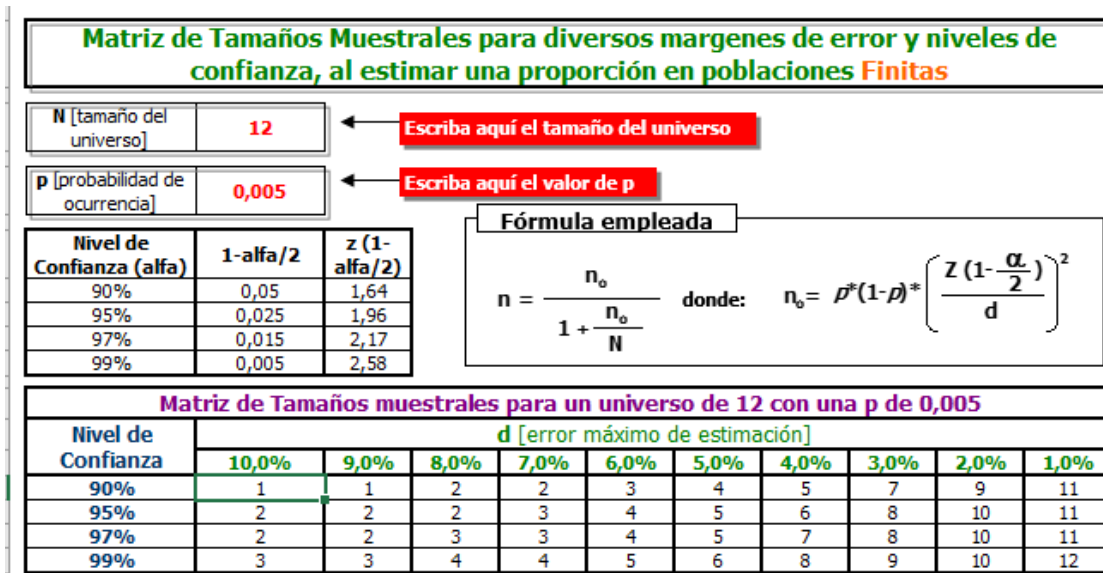 Matriz de Tamaños Muestrales para diversos margenes de error y niveles de
confianza, al estimar una proporción en poblaciones Finitas
N [tamaño del
universo]
12
Escriba aquí el tamaño del universo
p [probabilidad de
ocurrencia]
0,005
Escriba aquí el valor de p
Nivel de
Confianza (alfa)
1-alfa/2
z (1-
alfa/2)
90% 0,05 1,64
95% 0,025 1,96
97% 0,015 2,17
99% 0,005 2,58
Fórmula empleada
n = n₀ / (1 + n₀/N) donde: n₀= p*(1-p)* (Z (1-α/2) / d)²
Matriz de Tamaños muestrales para un universo de 12 con una p de 0,005
Nivel de
Confianza
d [error máximo de estimación]
10,0% 9,0% 8,0% 7,0% 6,0% 5,0% 4,0% 3,0% 2,0% 1,0%
90% 1 1 2 2 3 4 5 7 9 11
95% 2 2 2 3 4 5 6 8 10 11
97% 2 2 3 3 4 5 7 8 10 11
99% 3 3 4 4 5 6 8 9 10 12